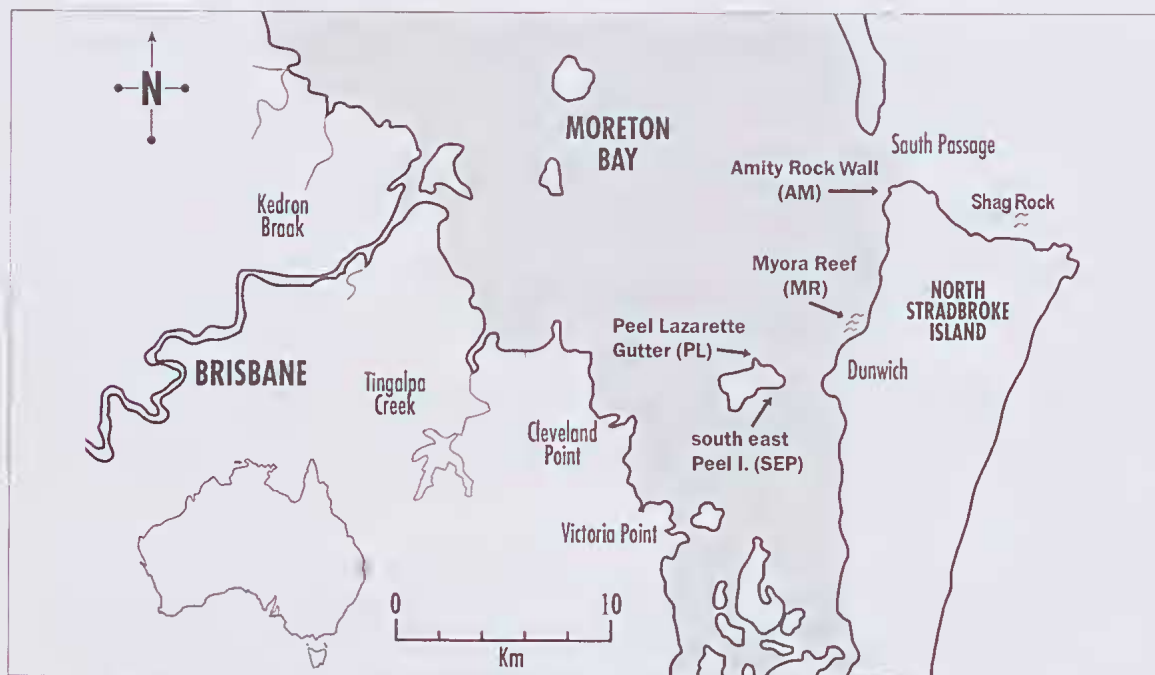 N
MORETON
BAY
South Passage
Amity Rock Wall
(AM)
Shag Rock
Kedron
Braak
Myora Reef
(MR)
NORTH
STRADBROKE
ISLAND
Peel Lazarette
Gutter (PL)
BRISBANE
Tingalpa
Creek
Dunwich
Cleveland
Point
south east
Peel I. (SEP)
Victoria Point
0 10
Km